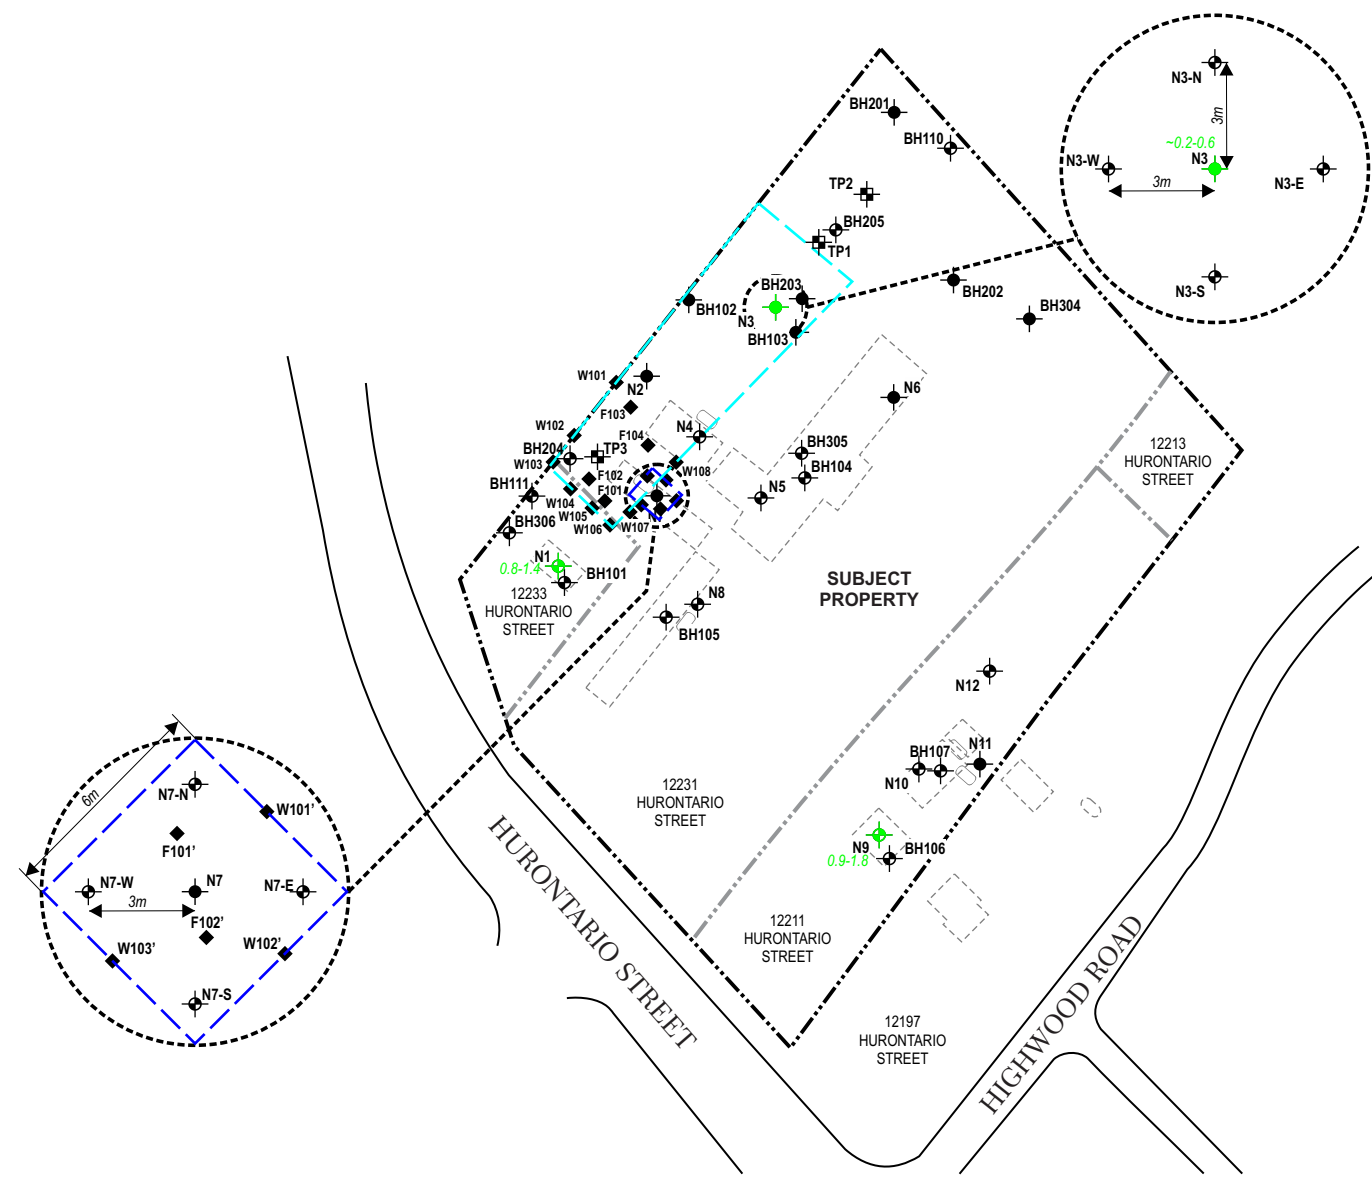 N3-N
3m
~0.2-0.6
N3-W
N3
3m
N3-E
N3-S
BH201
BH110
TP2
BH205
TP1
BH203
BH102
N3
BH103
BH202
BH304
W101
N2
F103
W102
F104
N4
N6
BH204
TP3
W103
F102
W108
BH305
BH104
N5
BH111
W104
F101
W105
W106
W107
BH306
N1
0.8-1.4
BH101
12233
HURONTARIO
STREET
N8
BH105
SUBJECT
PROPERTY
12213
HURONTARIO
STREET
N12
BH107
N11
N10
12231
HURONTARIO
STREET
N9
BH106
0.9-1.8
6m
N7-N
W101'
F101'
N7-W
N7
N7-E
3m
F102'
W103'
W102'
N7-S
HURONTARIO STREET
12211
HURONTARIO
STREET
12197
HURONTARIO
STREET
HIGHWOOD ROAD